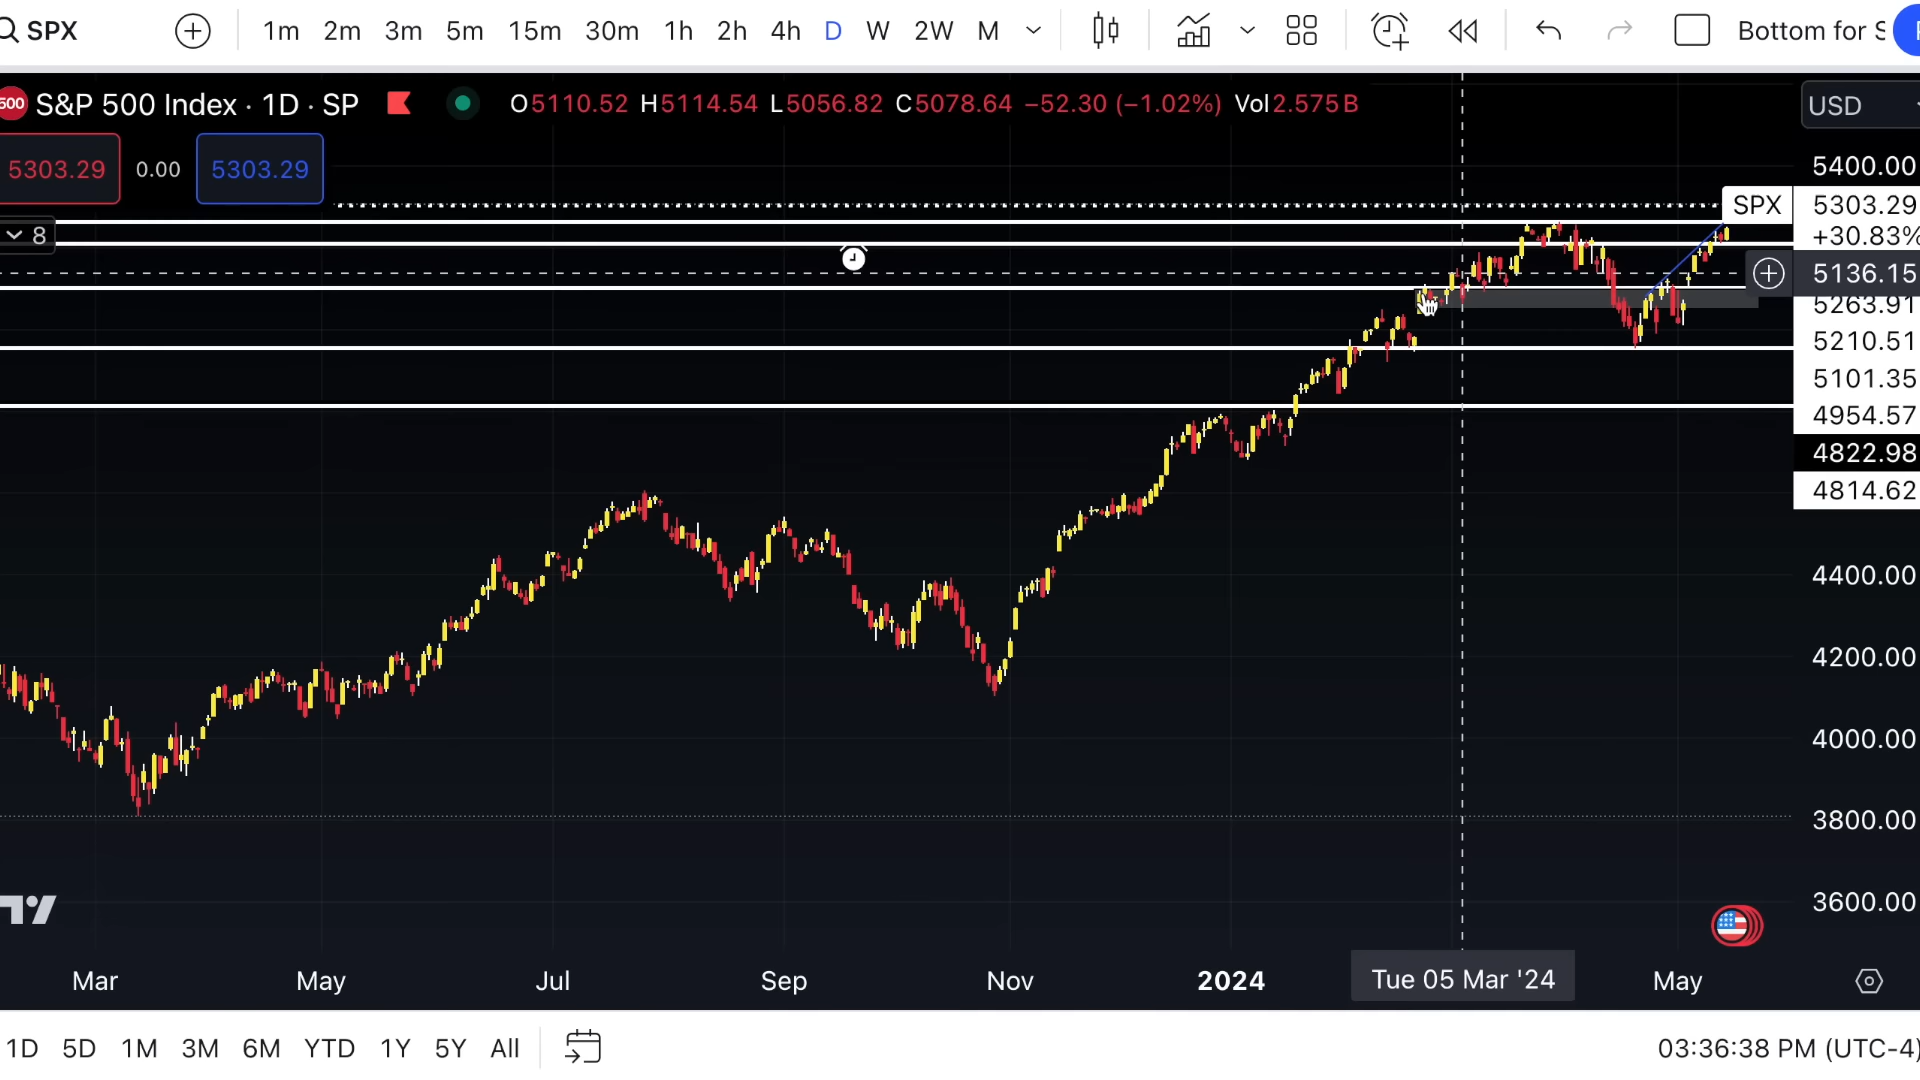 SPX 1m 2m 3m 5m 15m 30m 1h 2h 4h D W 2W M Bottom for S
500 S&P 500 Index · 1D · SP O5110.52 H5114.54 L5056.82 C5078.64 −52.30 (−1.02%) Vol2.575B USD
5303.29 0.00 5303.29
5400.00
SPX 5303.29
8 +30.83%
5136.15
5263.91
5210.51
5101.35
4954.57
4822.98
4814.62
4400.00
4200.00
4000.00
3800.00
3600.00
Mar May Jul Sep Nov 2024 Tue 05 Mar '24 May
1D 5D 1M 3M 6M YTD 1Y 5Y All 03:36:38 PM (UTC-4)